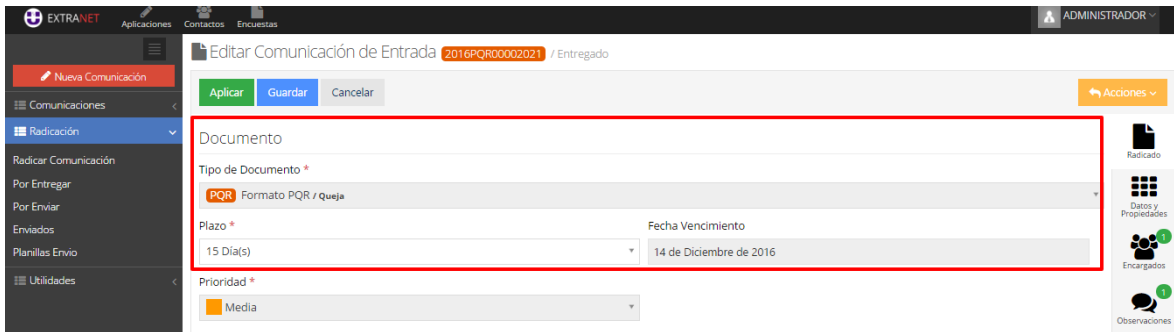 EXTRANET Aplicaciones Contactos Encuestas ADMINISTRADOR
Editar Comunicación de Entrada 2016PQR00002021 / Entregado
Nueva Comunicación
Aplicar Guardar Cancelar Acciones
Comunicaciones
Radicación
Radicar Comunicación
Por Entregar
Por Enviar
Enviados
Planillas Envio
Utilidades
Documento
Tipo de Documento *
PQR Formato PQR / Queja
Plazo * Fecha Vencimiento
15 Día(s) 14 de Diciembre de 2016
Prioridad *
Media
Radicado
Datos y
Propiedades
1
Encargados
1
Observaciones